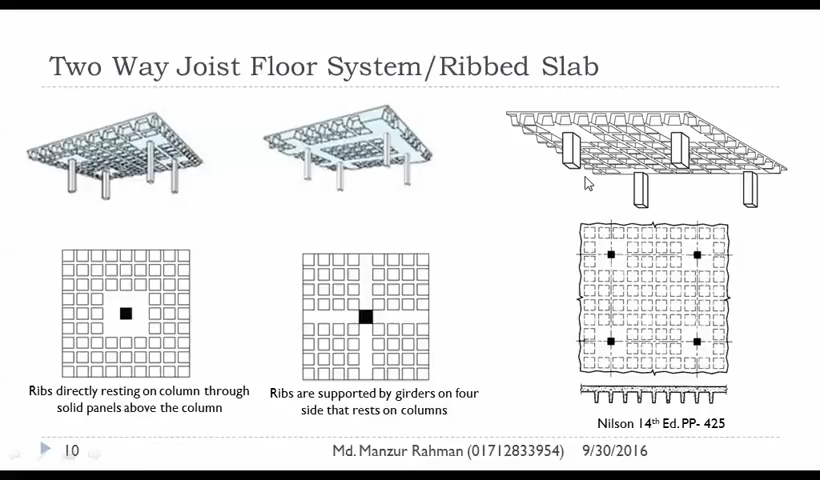 Two Way Joist Floor System/Ribbed Slab
Ribs directly resting on column through
solid panels above the column
Ribs are supported by girders on four
side that rests on columns
Nilson 14th Ed. PP- 425
10
Md. Manzur Rahman (01712833954)
9/30/2016